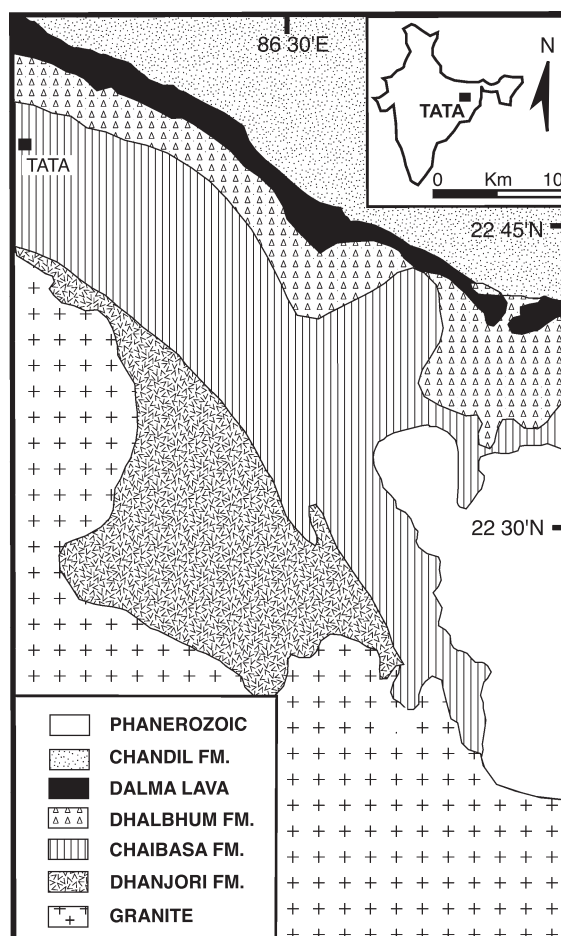 86 30'E
N
TATA
0 Km 10
TATA
22 45'N
22 30'N
PHANEROZOIC
CHANDIL FM.
DALMA LAVA
DHALBHUM FM.
CHAIBASA FM.
DHANJORI FM.
GRANITE